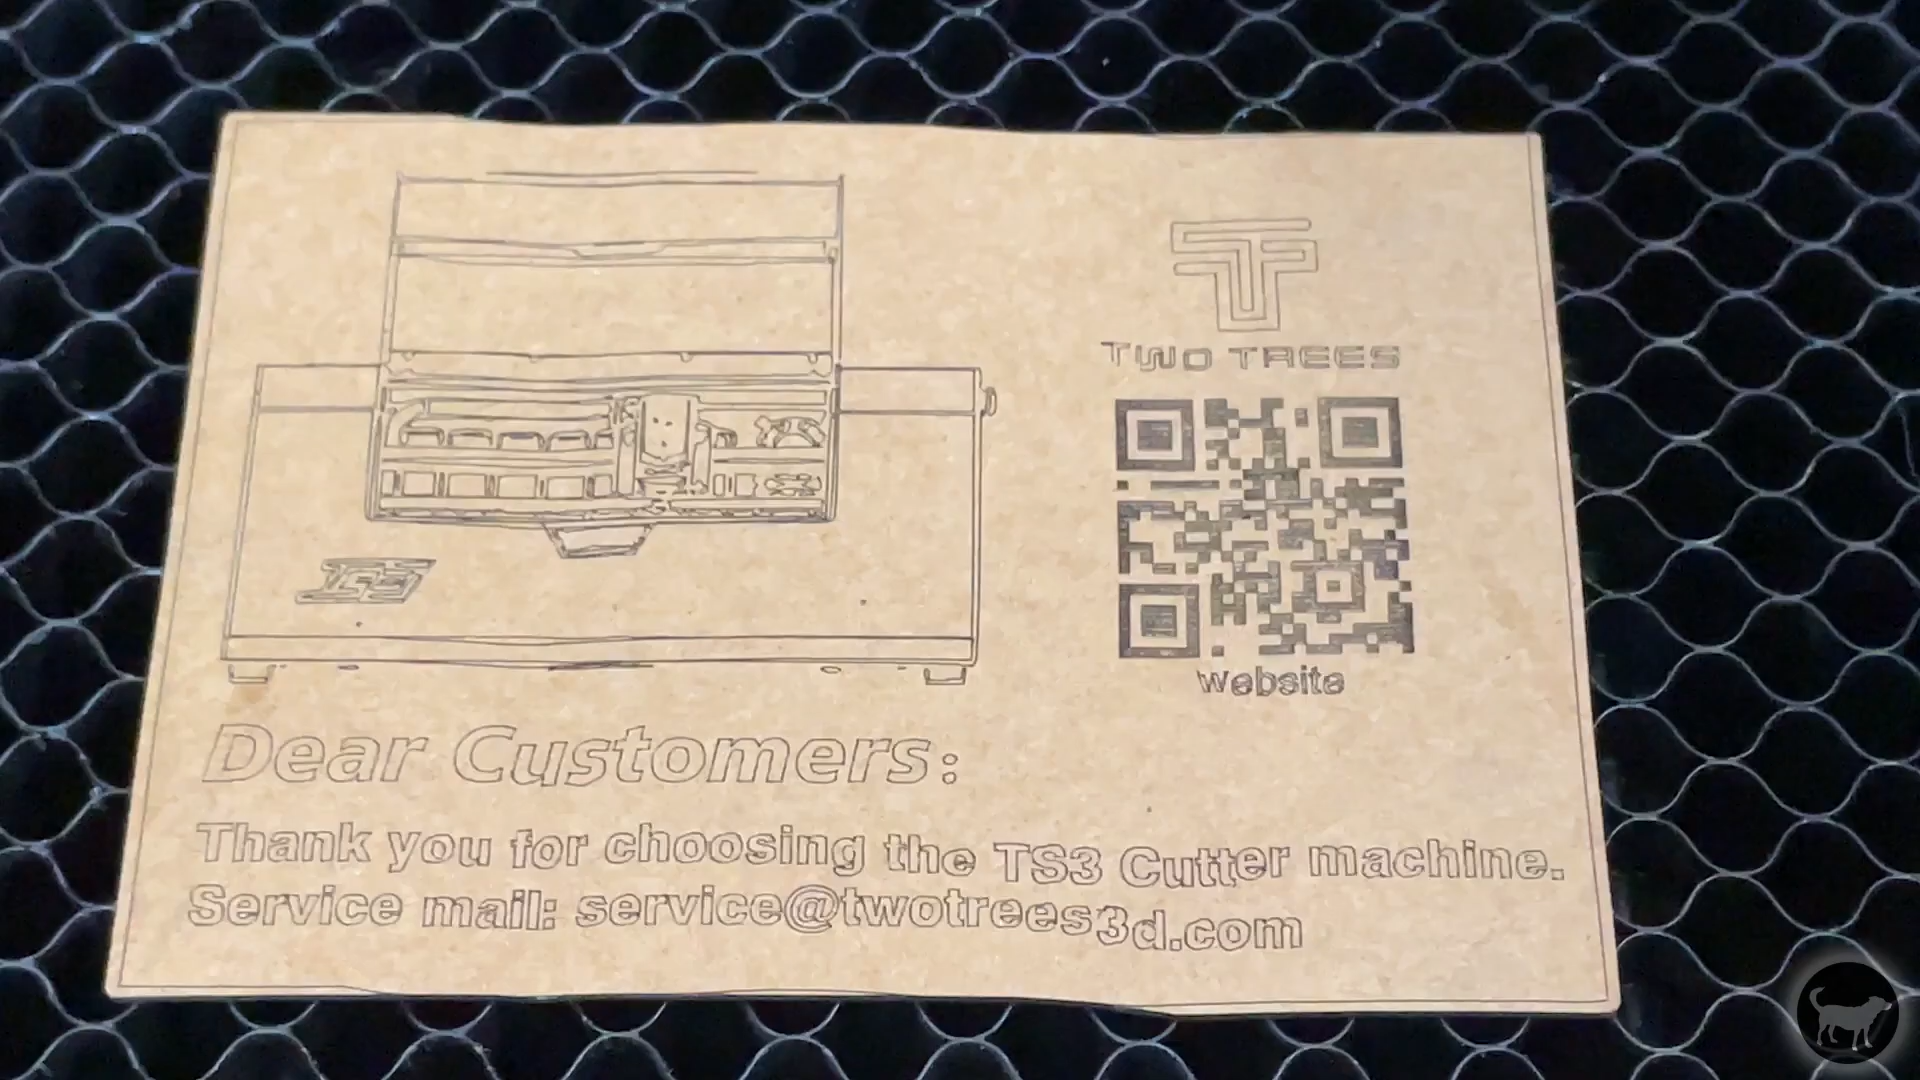 TWO TREES
TS3
website
Dear Customers:
Thank you for choosing the TS3 Cutter machine.
Service mail: service@twotrees3d.com